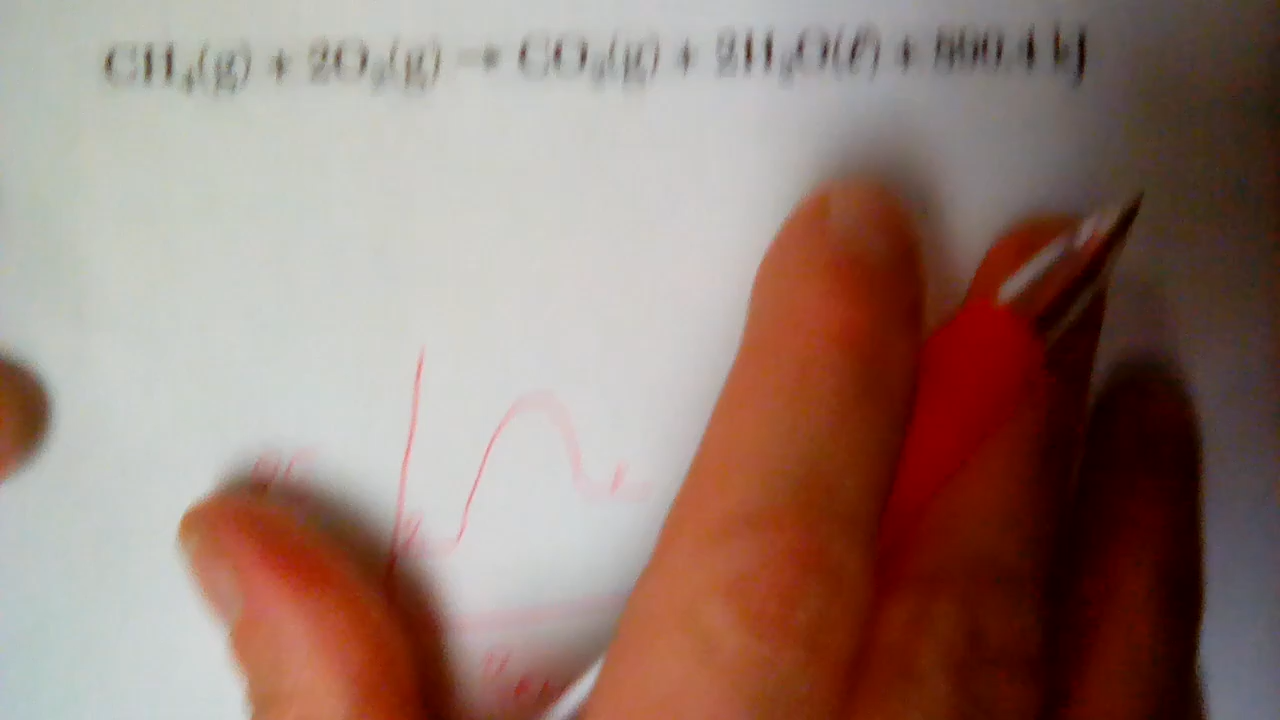 CH₄(g) + 2O₂(g) → CO₂(g) + 2H₂O(ℓ) + 890.4 kJ